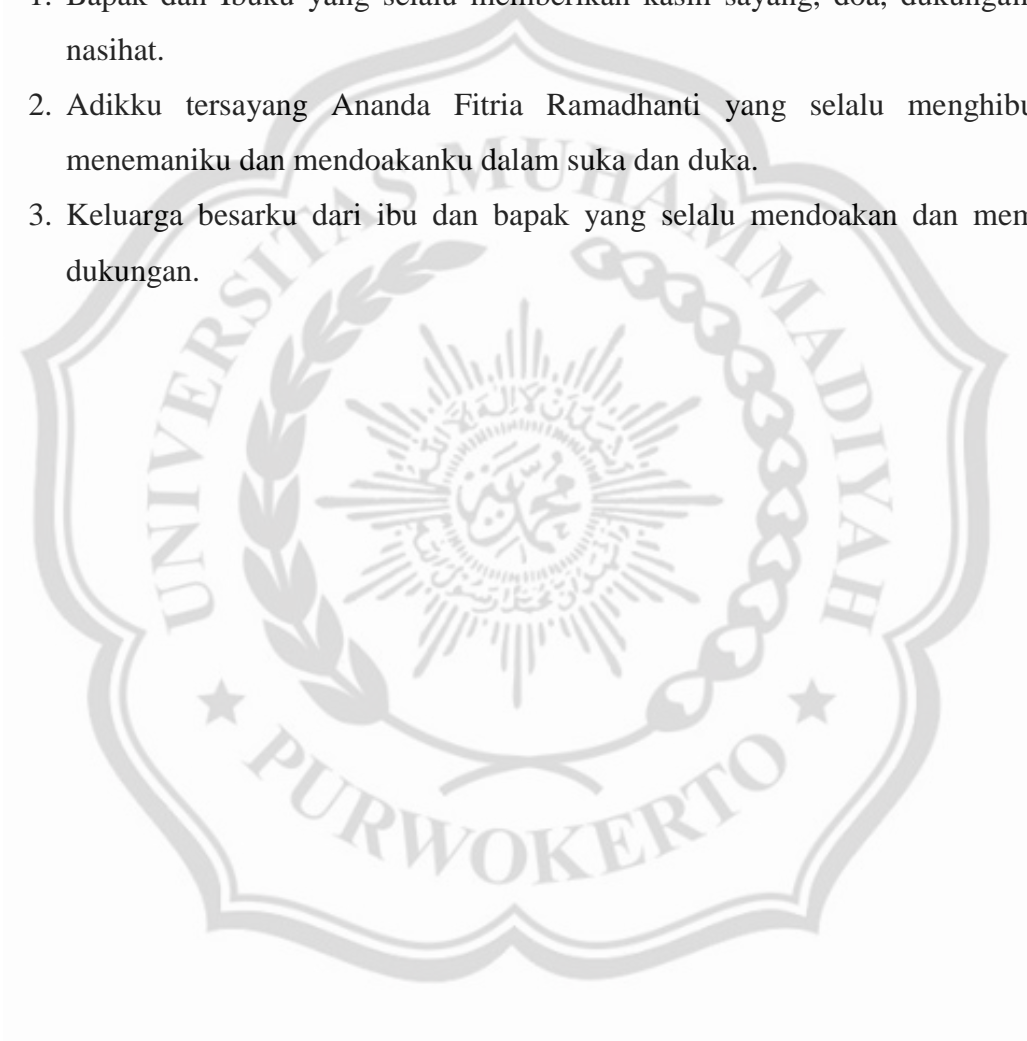 1. Bapak dan Ibuku yang selalu memberikan kasih sayang, doa, dukungan
nasihat.
2. Adikku tersayang Ananda Fitria Ramadhanti yang selalu menghibu
menemaniku dan mendoakanku dalam suka dan duka.
3. Keluarga besarku dari ibu dan bapak yang selalu mendoakan dan mem
dukungan.
UNIVERSITAS MUHAMMADIYAH
PURWOKERTO